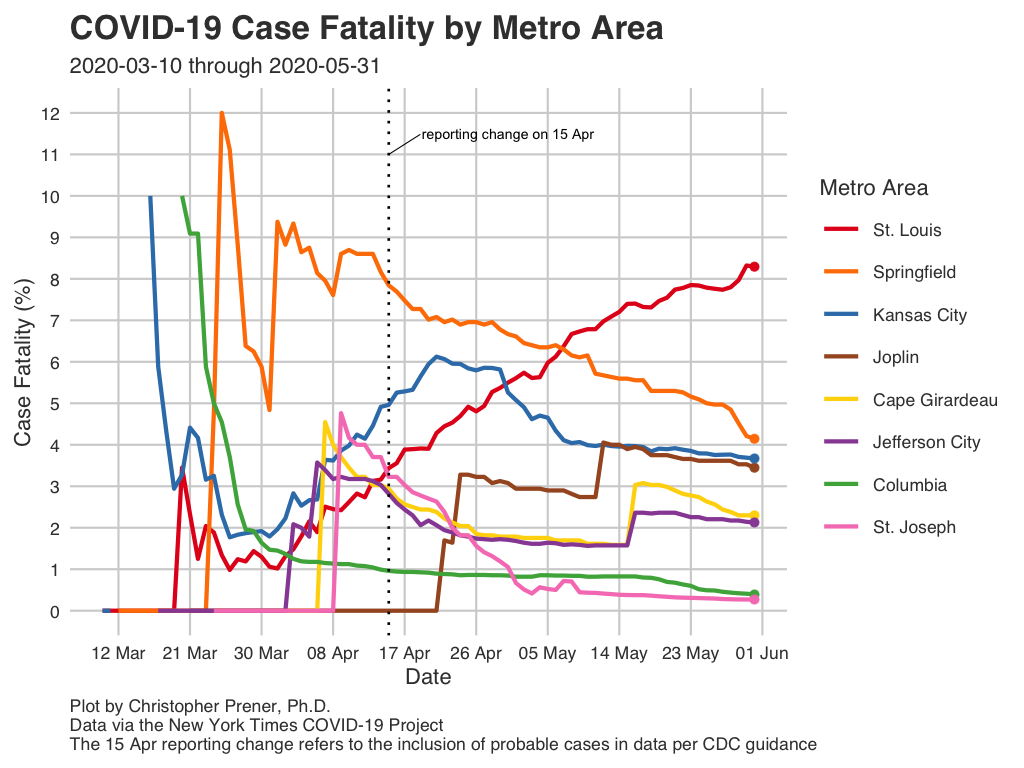 COVID-19 Case Fatality by Metro Area
2020-03-10 through 2020-05-31
12
11
10
9
8
7
6
5
4
3
2
1
0
Case Fatality (%)
reporting change on 15 Apr
12 Mar
21 Mar
30 Mar
08 Apr
17 Apr
26 Apr
05 May
14 May
23 May
01 Jun
Date
Metro Area
St. Louis
Springfield
Kansas City
Joplin
Cape Girardeau
Jefferson City
Columbia
St. Joseph
Plot by Christopher Prener, Ph.D.
Data via the New York Times COVID-19 Project
The 15 Apr reporting change refers to the inclusion of probable cases in data per CDC guidance